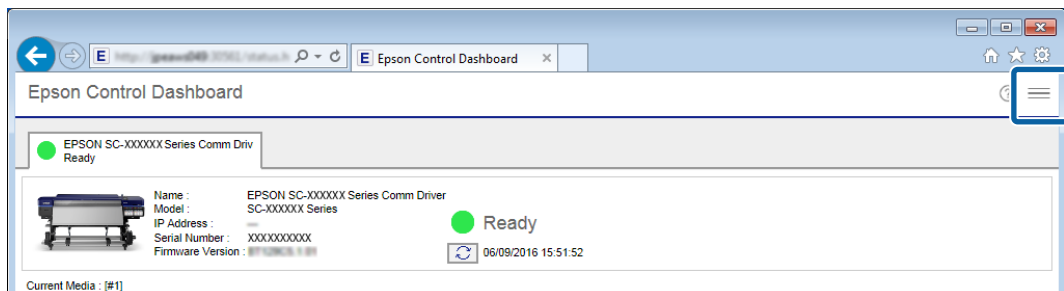 Epson Control Dashboard
Epson Control Dashboard
EPSON SC-XXXXXX Series Comm Driv
Ready
Name : EPSON SC-XXXXXX Series Comm Driver
Model : SC-XXXXXX Series
IP Address : ---
Serial Number : XXXXXXXXXX
Firmware Version :
Ready
06/09/2016 15:51:52
Current Media : [#1]